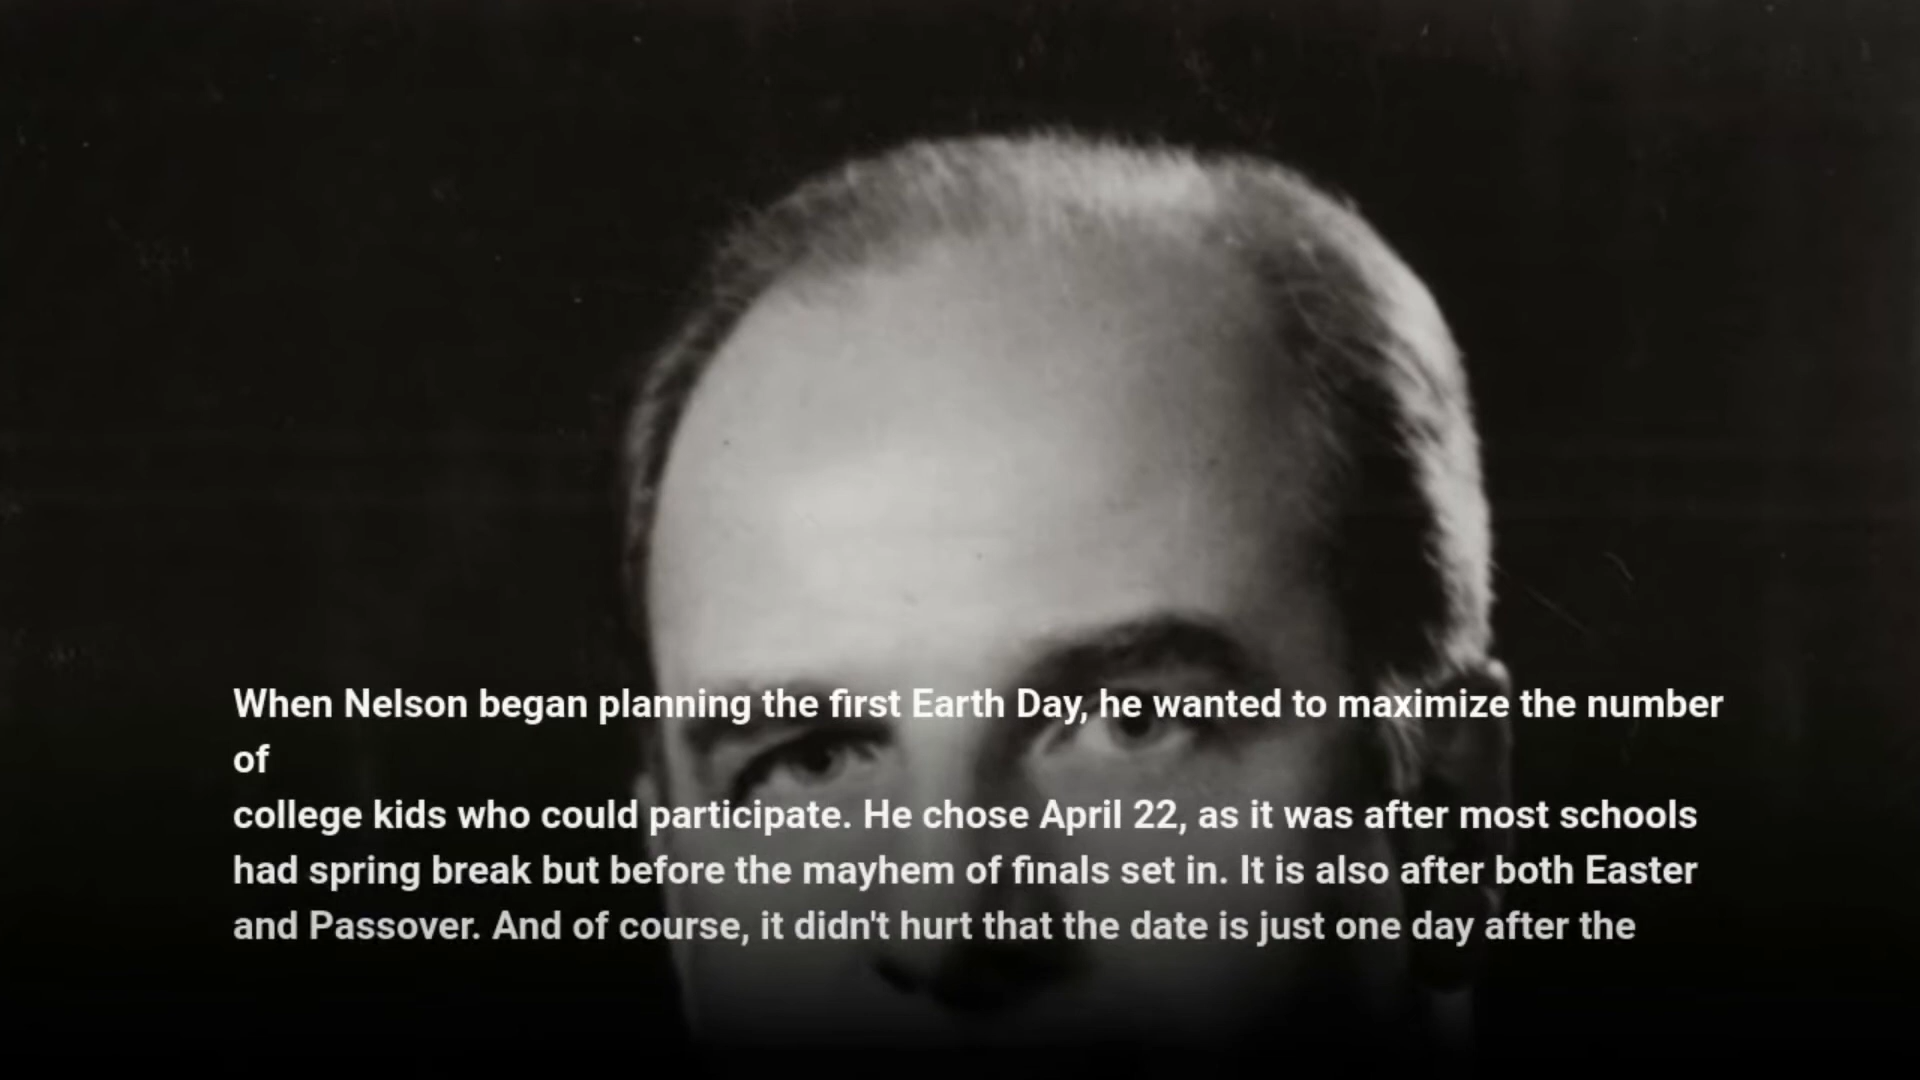 When Nelson began planning the first Earth Day, he wanted to maximize the number
of
college kids who could participate. He chose April 22, as it was after most schools
had spring break but before the mayhem of finals set in. It is also after both Easter
and Passover. And of course, it didn't hurt that the date is just one day after the